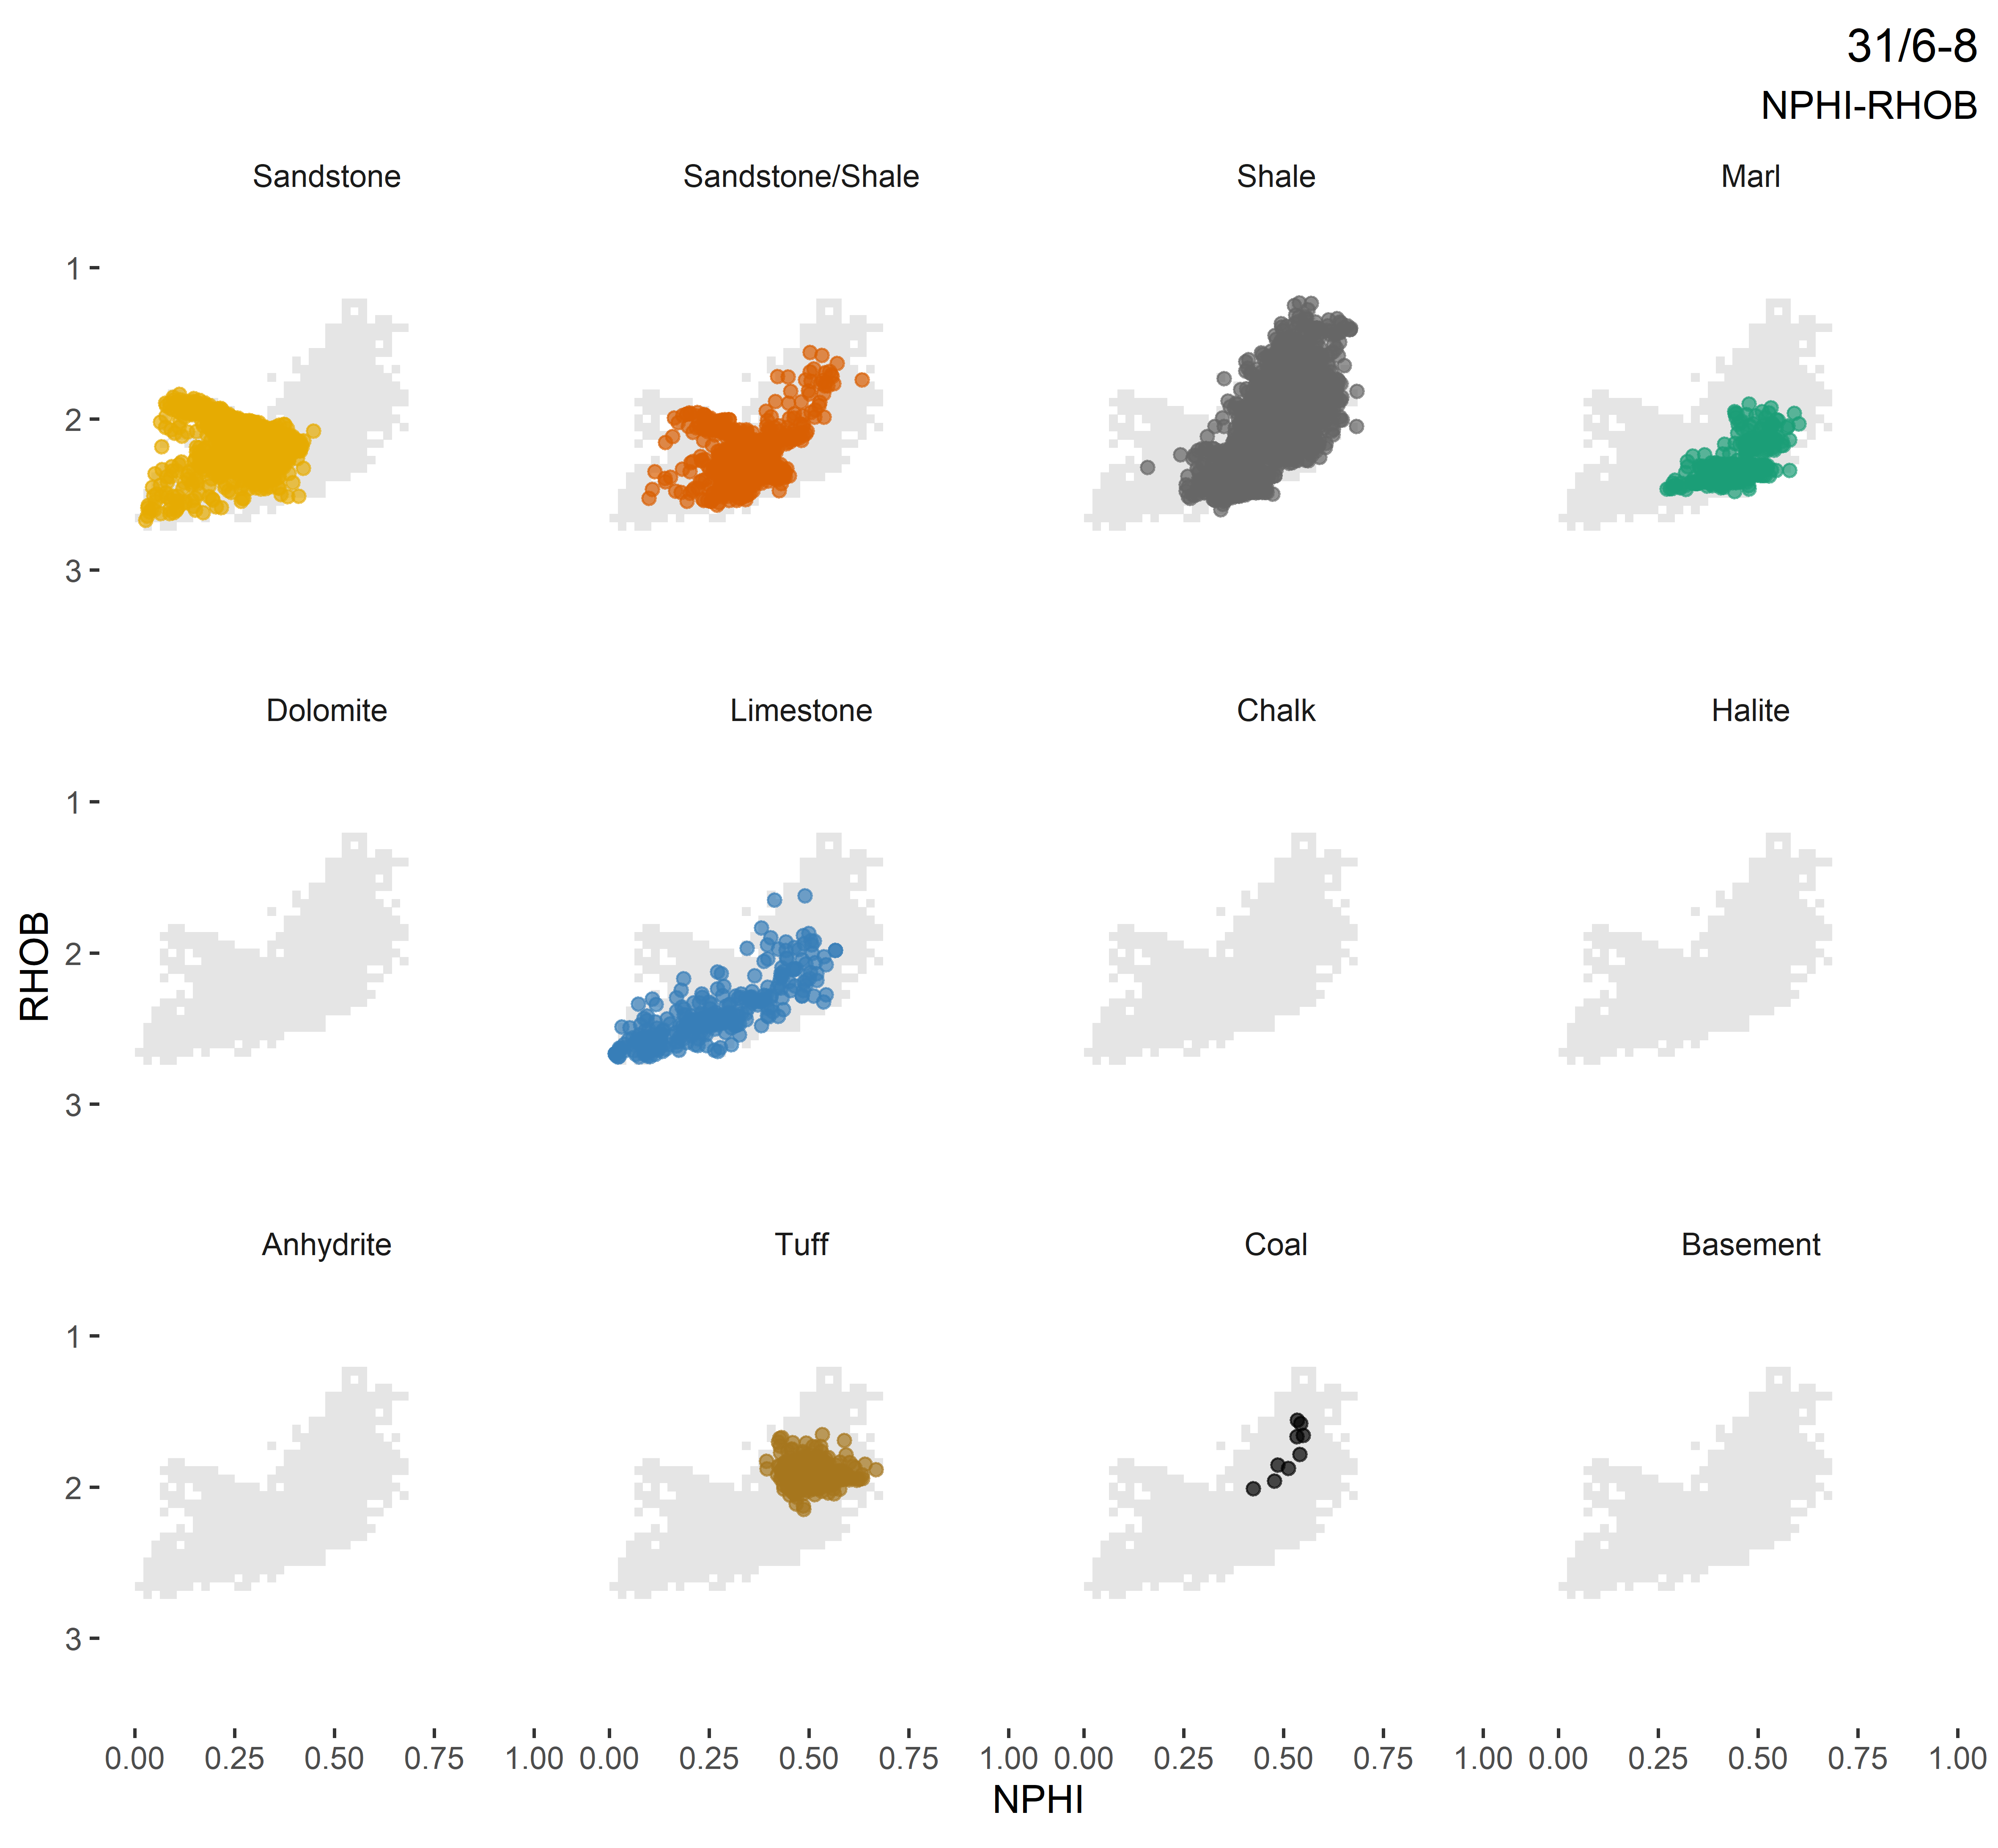 31/6-8
NPHI-RHOB
Sandstone Sandstone/Shale Shale Marl
1
2
3
Dolomite Limestone Chalk Halite
1
2
3
RHOB
Anhydrite Tuff Coal Basement
1
2
3
0.00 0.25 0.50 0.75 1.00 0.00 0.25 0.50 0.75 1.00 0.00 0.25 0.50 0.75 1.00 0.00 0.25 0.50 0.75 1.00
NPHI